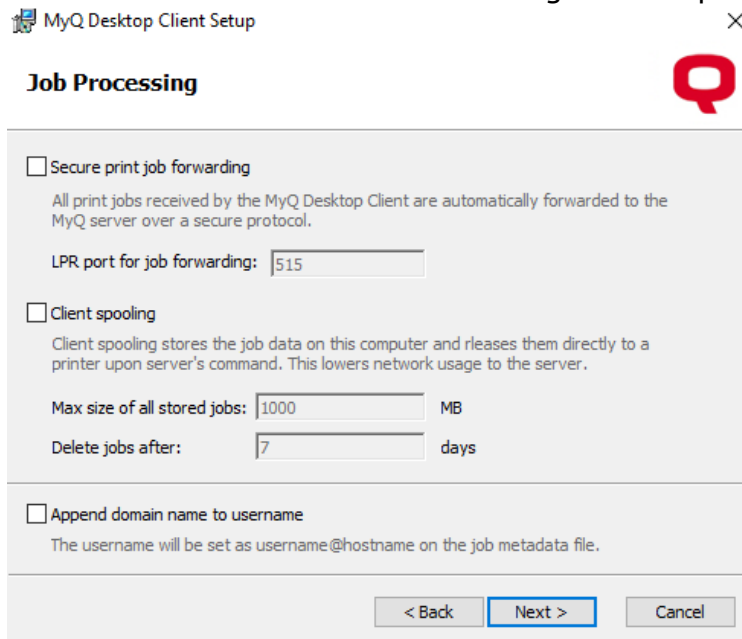 MyQ Desktop Client Setup
Job Processing
Secure print job forwarding
All print jobs received by the MyQ Desktop Client are automatically forwarded to the
MyQ server over a secure protocol.
LPR port for job forwarding: 515
Client spooling
Client spooling stores the job data on this computer and rleases them directly to a
printer upon server's command. This lowers network usage to the server.
Max size of all stored jobs: 1000 MB
Delete jobs after: 7 days
Append domain name to username
The username will be set as username@hostname on the job metadata file.
< Back Next > Cancel